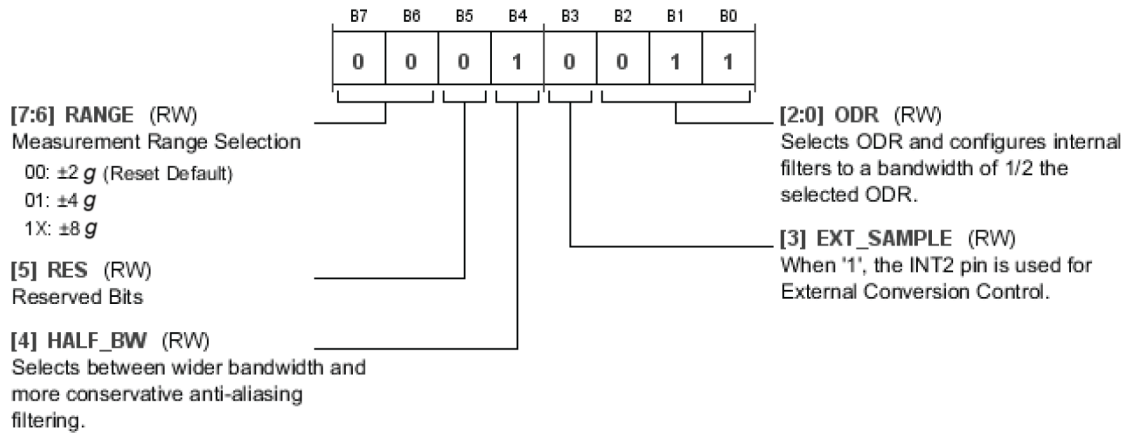 B7 B6 B5 B4 B3 B2 B1 B0
0 0 0 1 0 0 1 1
[7:6] RANGE (RW)
Measurement Range Selection
00: ±2 g (Reset Default)
01: ±4 g
1X: ±8 g
[5] RES (RW)
Reserved Bits
[4] HALF_BW (RW)
Selects between wider bandwidth and
more conservative anti-aliasing
filtering.
[2:0] ODR (RW)
Selects ODR and configures internal
filters to a bandwidth of 1/2 the
selected ODR.
[3] EXT_SAMPLE (RW)
When '1', the INT2 pin is used for
External Conversion Control.